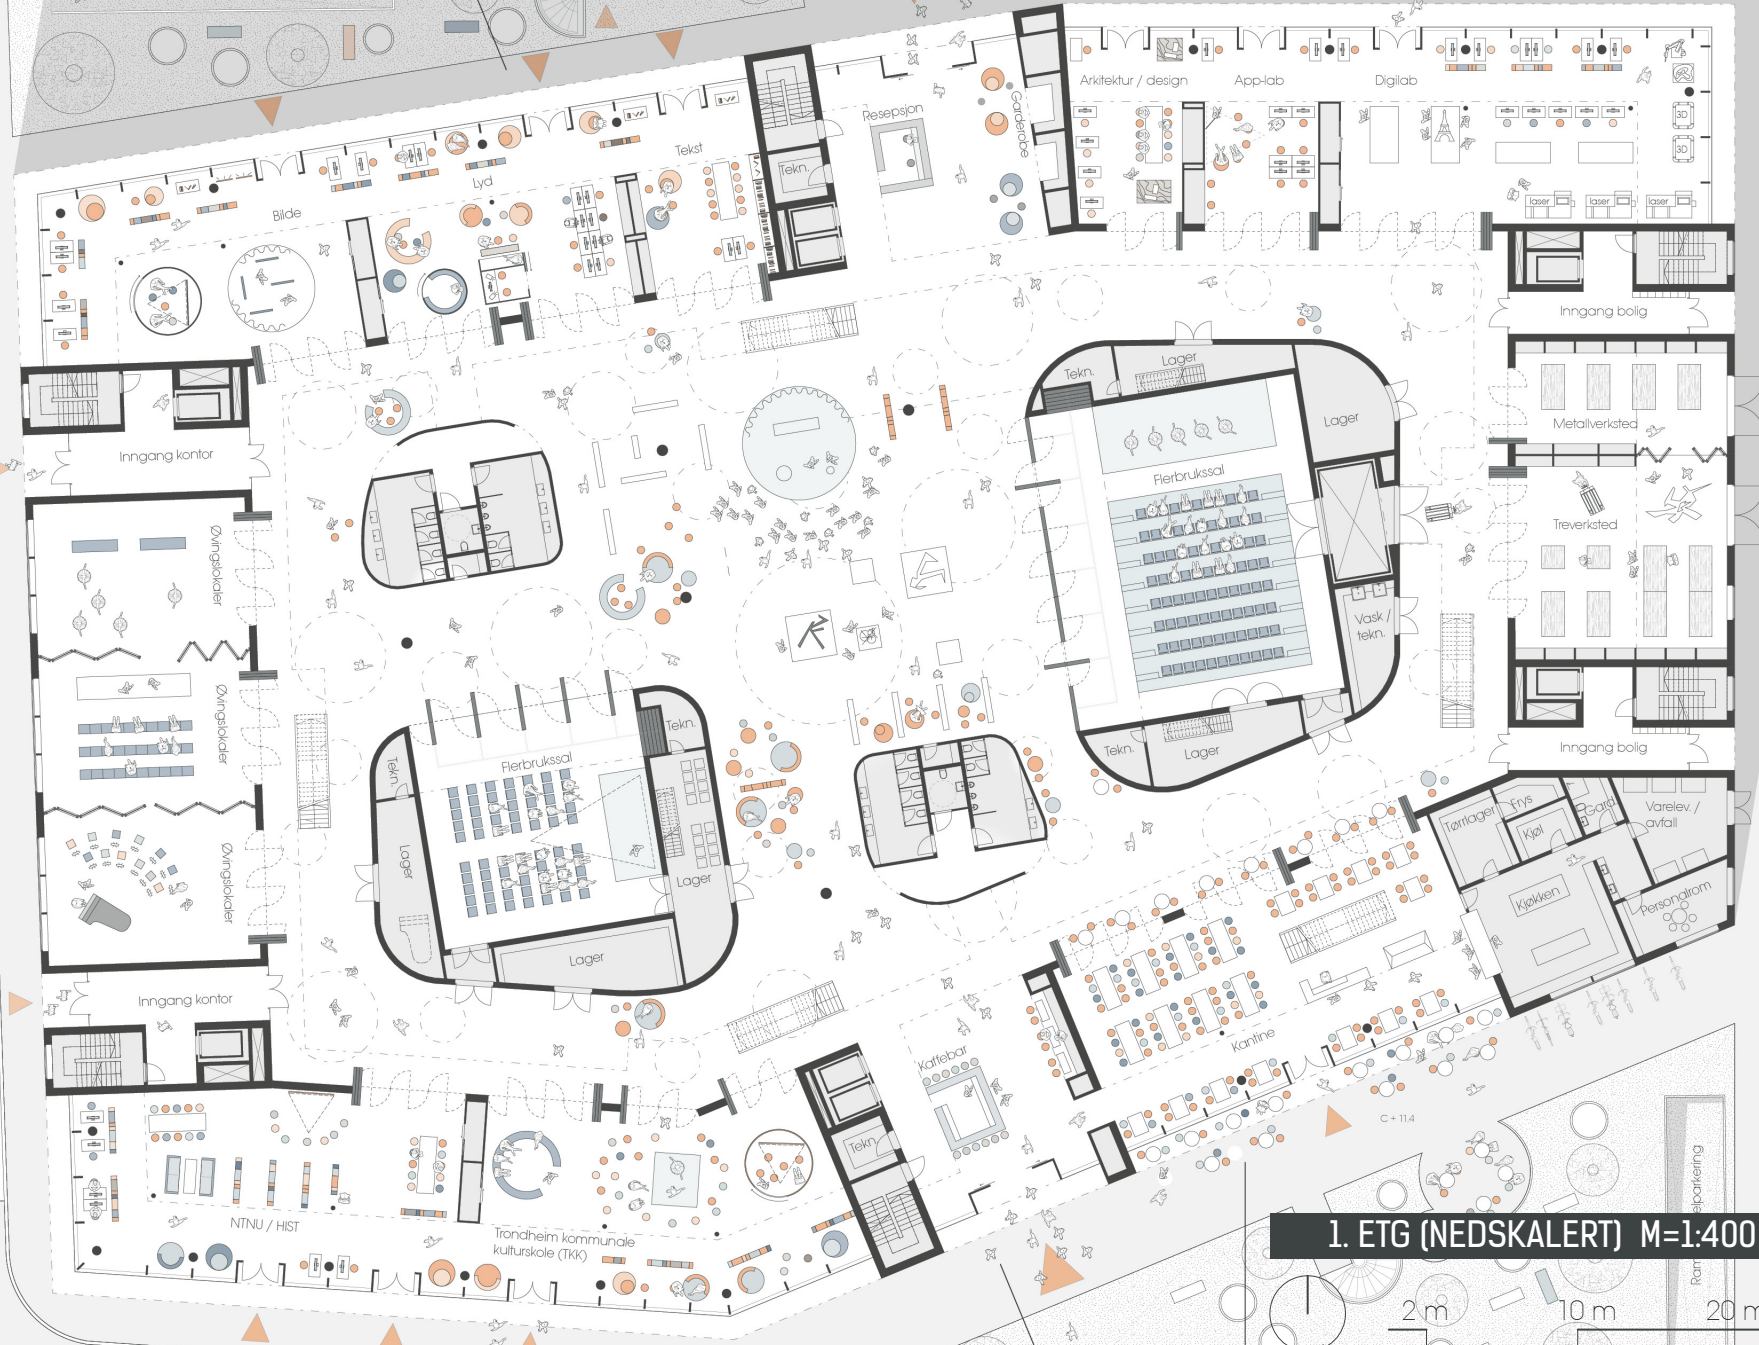 Arkitektur / design
App-lab
Digilab
Resepsjon
Garderobe
3D
3D
Tekst
Tekn.
Lyd
Bilde
laser
laser
laser
Inngang bolig
Lager
Tekn.
Lager
Metallverksted
Inngang kontor
Flerbrukssal
Treverksted
Øvingslokaler
Vask /
tekn.
Øvingslokaler
Tekn.
Inngang bolig
Tekn.
Lager
Flerbrukssal
Tekn.
Tørrlager
Frys
Kjøl
Gard.
Varelev. /
avfall
Øvingslokaler
Lager
Lager
Kjøkken
Personalrom
Lager
Inngang kontor
Kantine
Kaffebar
Tekn.
C + 11,4
NTNU / HIST
Trondheim kommunale
kulturskole (TKK)
1. ETG (NEDSKALERT) M=1:400
2 m
10 m
20 m